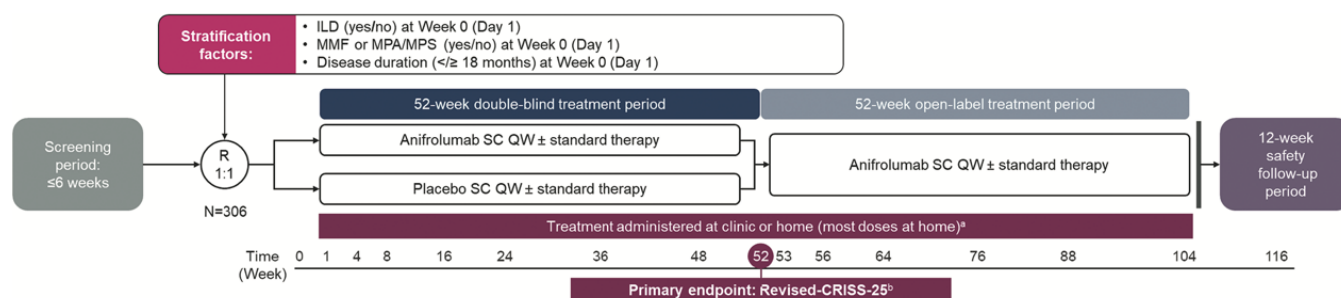 Stratification
factors:
• ILD (yes/no) at Week 0 (Day 1)
• MMF or MPA/MPS (yes/no) at Week 0 (Day 1)
• Disease duration (</≥ 18 months) at Week 0 (Day 1)
52-week double-blind treatment period
52-week open-label treatment period
Screening
period:
≤6 weeks
R
1:1
N=306
Anifrolumab SC QW ± standard therapy
Placebo SC QW ± standard therapy
Anifrolumab SC QW ± standard therapy
12-week
safety
follow-up
period
Treatment administered at clinic or home (most doses at home)ᵃ
Time
(Week)
0 1 4 8 16 24 36 48 52 53 56 64 76 88 104 116
Primary endpoint: Revised-CRISS-25ᵇ